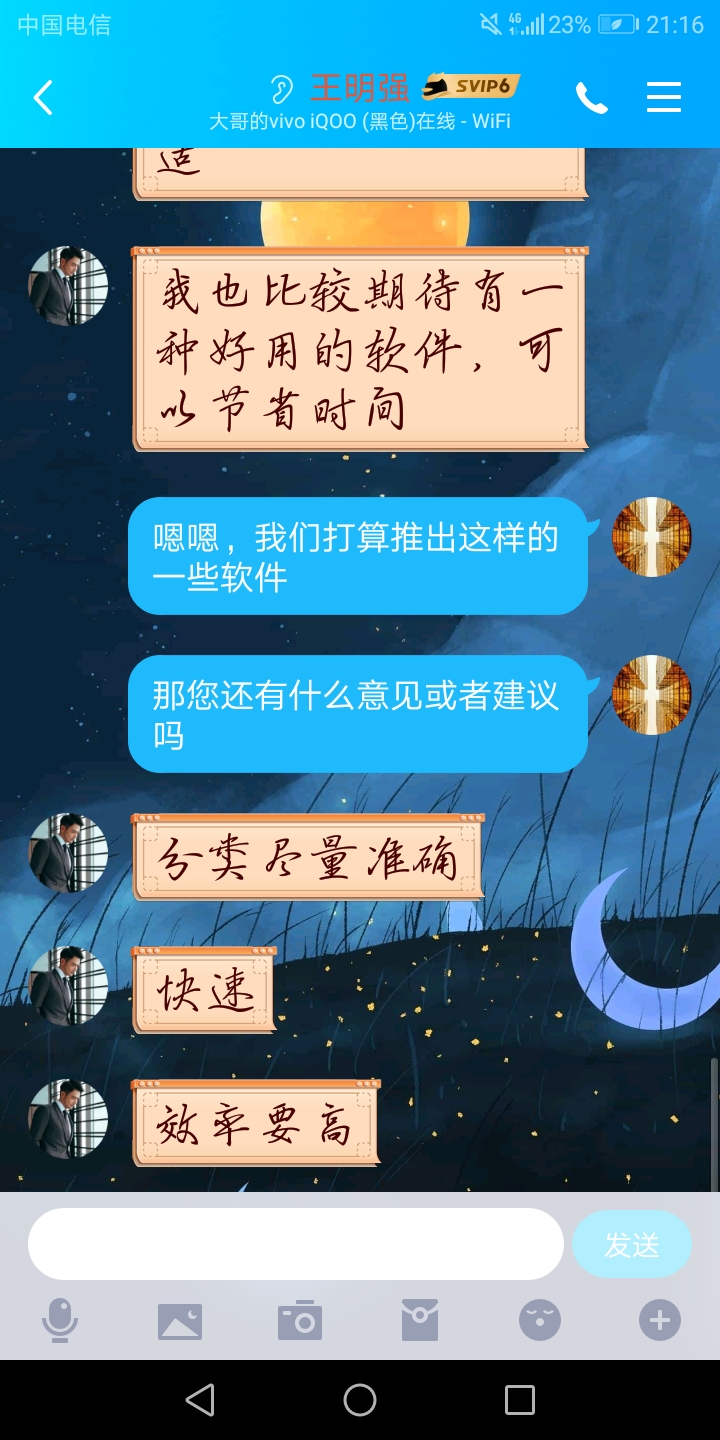 中国电信 4G 23% 21:16
王明强 SVIP6
大哥的vivo iQOO (黑色)在线 - WiFi
适
我也比较期待有一
种好用的软件，可
以节省时间
嗯嗯，我们打算推出这样的
一些软件
那您还有什么意见或者建议
吗
分类尽量准确
快速
效率要高
发送